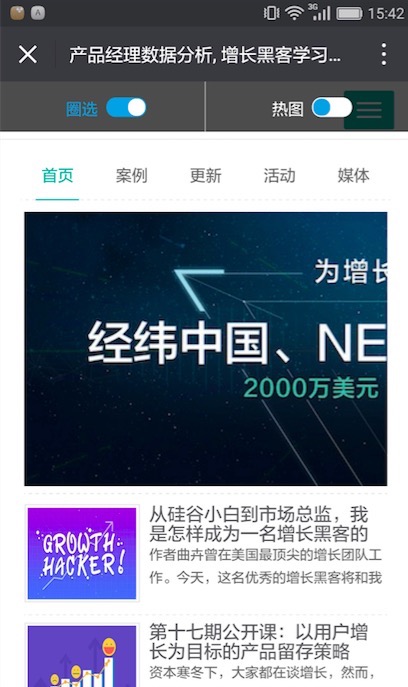 3G
15:42
产品经理数据分析, 增长黑客学习...
圈选
热图
首页
案例
更新
活动
媒体
为增长
经纬中国、NE
2000万美元
GROWTH
HACKER!
从硅谷小白到市场总监，我
是怎样成为一名增长黑客的
作者曲卉曾在美国最顶尖的增长团队工
作。今天，这名优秀的增长黑客将和我
第十七期公开课：以用户增
长为目标的产品留存策略
资本寒冬下，大家都在谈增长，然而，